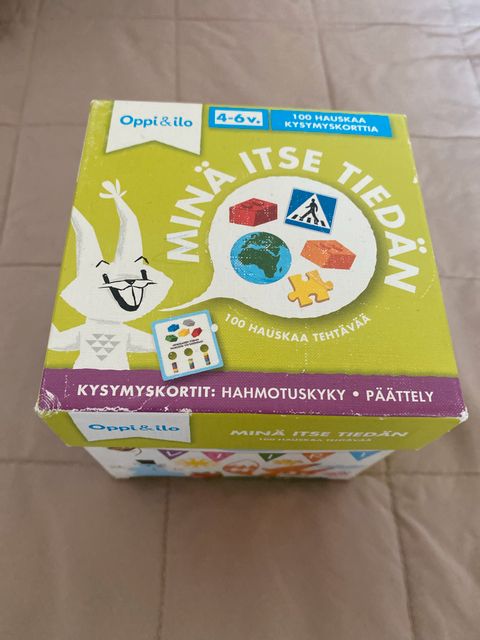 Oppi & ilo
4-6 v.
100 HAUSKAA
KYSYMYSKORTTIA
MINÄ ITSE TIEDÄN
100 HAUSKAA TEHTÄVÄÄ
KYSYMYSKORTIT: HAHMOTUSKYKY • PÄÄTTELY
Oppi & ilo
MINÄ ITSE TIEDÄN
100 HAUSKAA TEHTÄVÄÄ